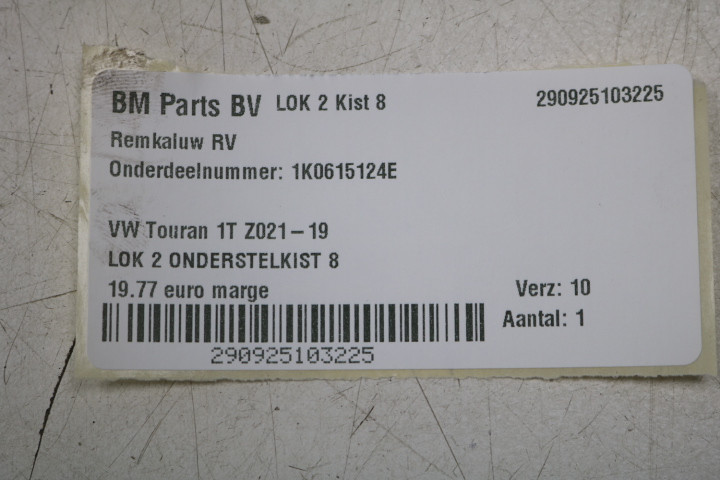 BM Parts BV LOK 2 Kist 8 290925103225
Remkaluw RV
Onderdeelnummer: 1K0615124E
VW Touran 1T Z021-19
LOK 2 ONDERSTELKIST 8
19.77 euro marge Verz: 10
Aantal: 1
290925103225